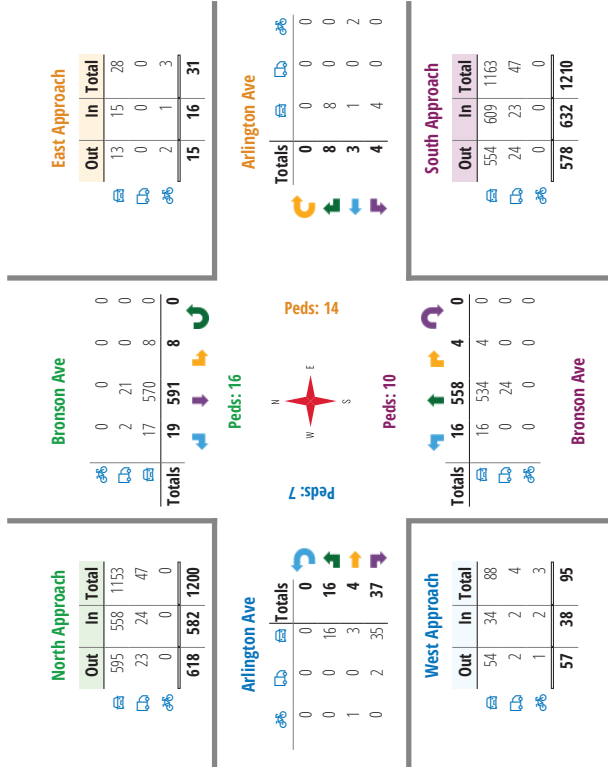 North Approach
Out In Total
595 558 1153
23 24 47
0 0 0
618 582 1200
Bronson Ave
0 0 0 0
2 21 0 0
17 570 8 0
Totals 19 591 8 0
East Approach
Out In Total
13 15 28
0 0 0
2 1 3
15 16 31
Arlington Ave
Totals
0 0 0 0
0 0 16 16
1 0 3 4
0 2 35 37
Peds: 16
Peds: 7
N
W E
S
Peds: 14
Peds: 10
Arlington Ave
Totals
0 0 0 0
8 8 0 0
3 1 0 2
4 4 0 0
West Approach
Out In Total
54 34 88
2 2 4
1 2 3
57 38 95
Totals 16 558 4 0
16 534 4 0
0 24 0 0
0 0 0 0
Bronson Ave
South Approach
Out In Total
554 609 1163
24 23 47
0 0 0
578 632 1210